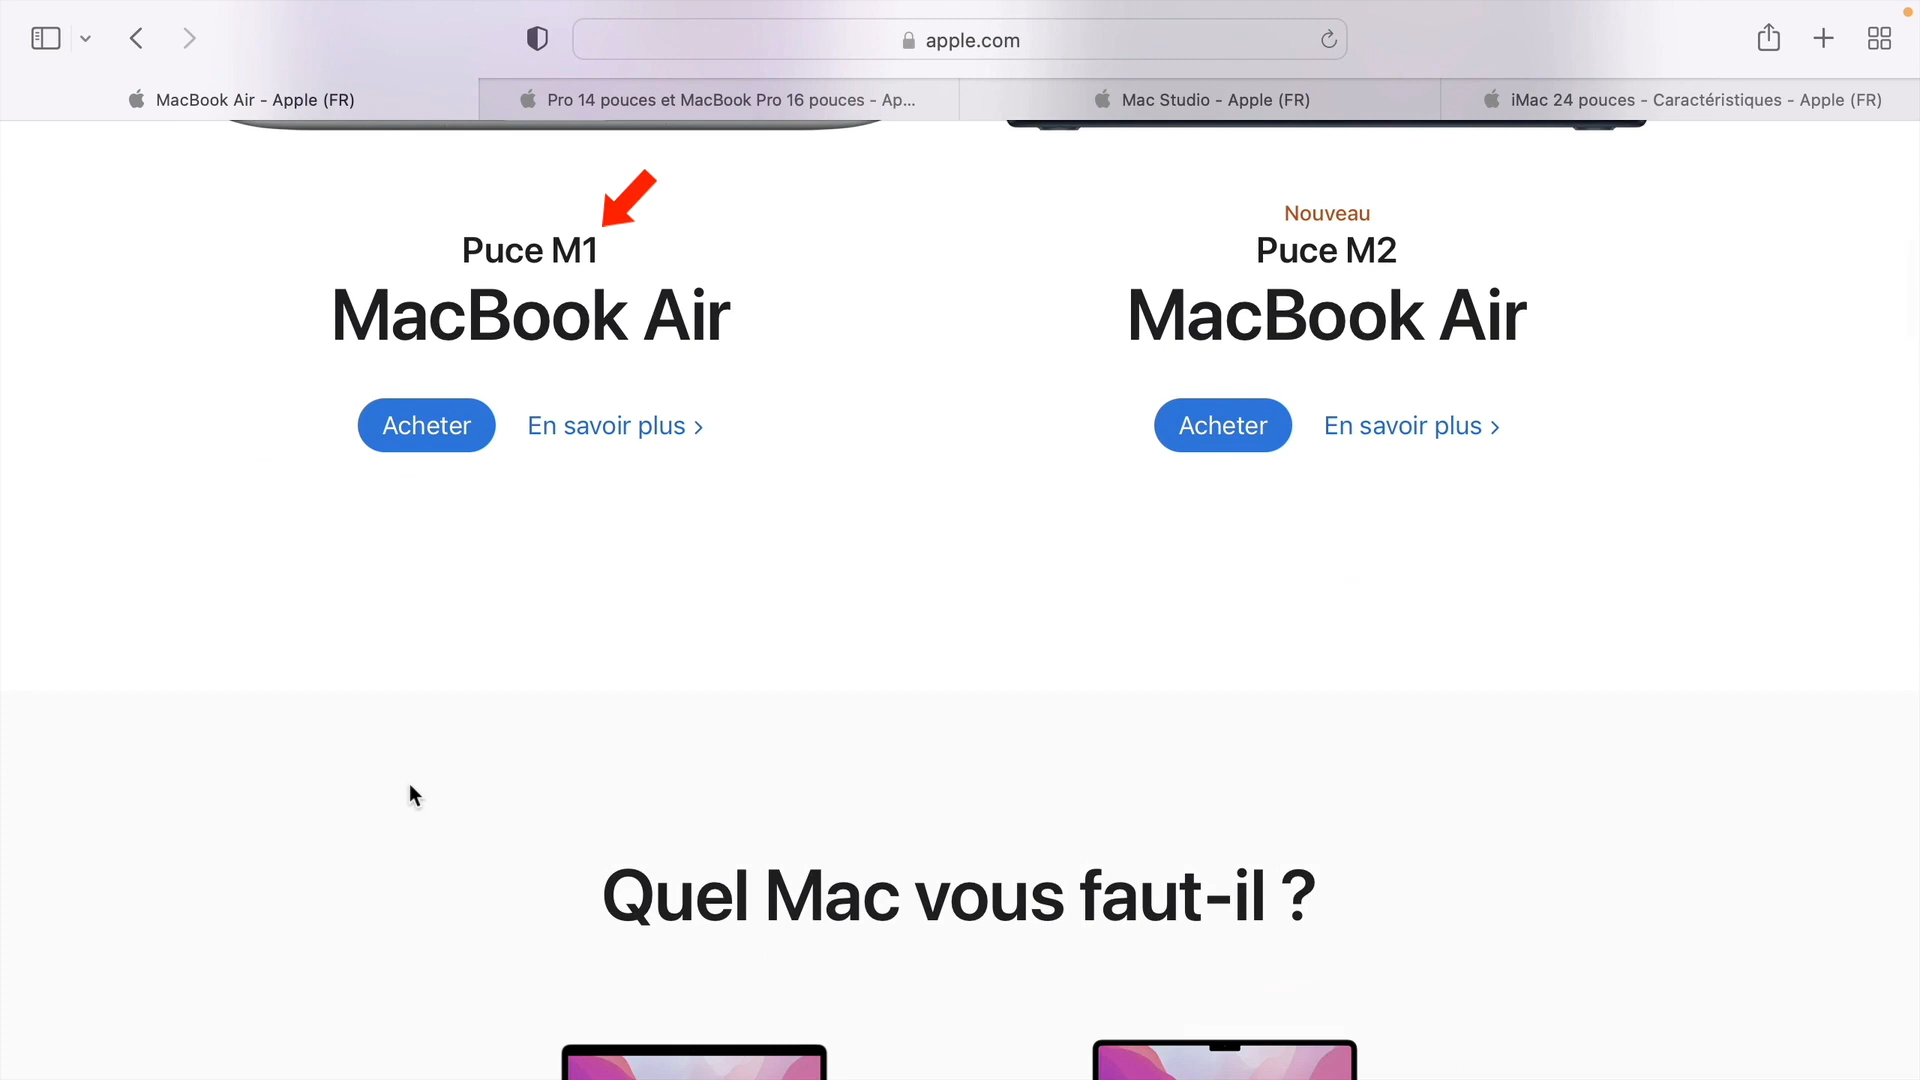 apple.com
MacBook Air - Apple (FR)
Pro 14 pouces et MacBook Pro 16 pouces - Ap...
Mac Studio - Apple (FR)
iMac 24 pouces - Caractéristiques - Apple (FR)
Puce M1
MacBook Air
Acheter
En savoir plus >
Nouveau
Puce M2
MacBook Air
Acheter
En savoir plus >
Quel Mac vous faut-il ?